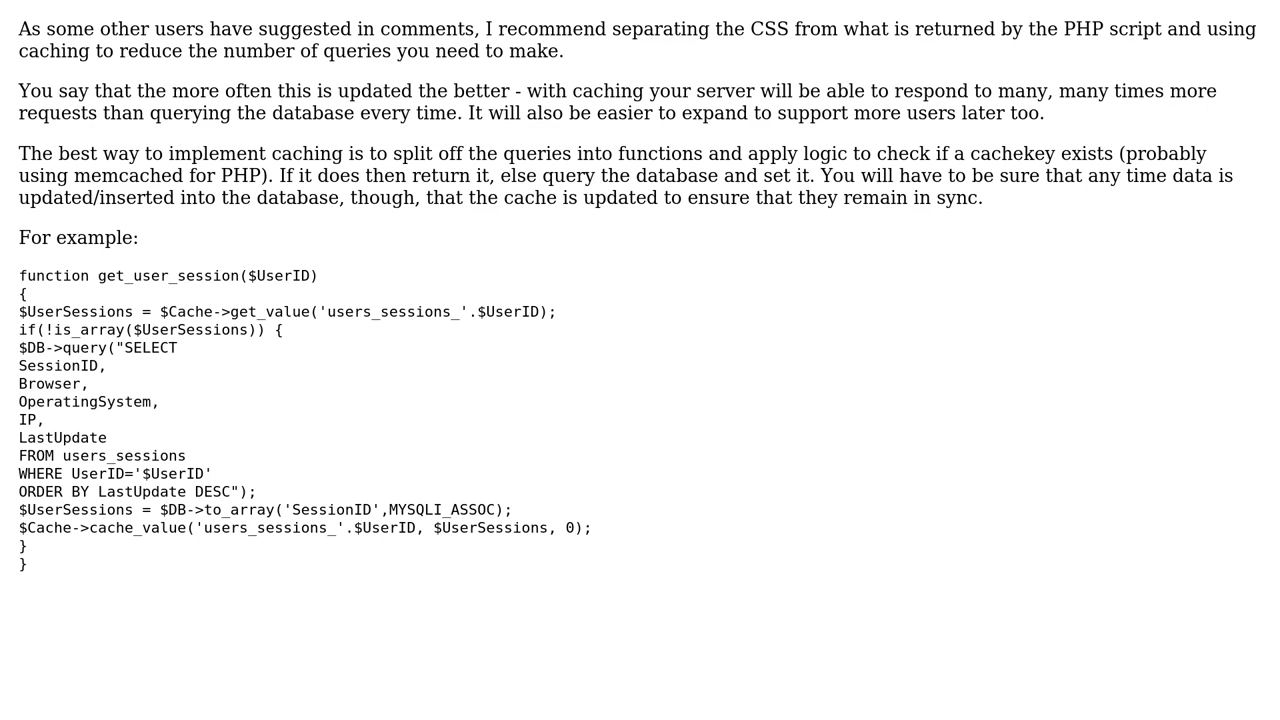 As some other users have suggested in comments, I recommend separating the CSS from what is returned by the PHP script and using
caching to reduce the number of queries you need to make.
You say that the more often this is updated the better - with caching your server will be able to respond to many, many times more
requests than querying the database every time. It will also be easier to expand to support more users later too.
The best way to implement caching is to split off the queries into functions and apply logic to check if a cachekey exists (probably
using memcached for PHP). If it does then return it, else query the database and set it. You will have to be sure that any time data is
updated/inserted into the database, though, that the cache is updated to ensure that they remain in sync.
For example:
function get_user_session($UserID)
{
$UserSessions = $Cache->get_value('users_sessions_'.$UserID);
if(!is_array($UserSessions)) {
$DB->query("SELECT
SessionID,
Browser,
OperatingSystem,
IP,
LastUpdate
FROM users_sessions
WHERE UserID='$UserID'
ORDER BY LastUpdate DESC");
$UserSessions = $DB->to_array('SessionID',MYSQLI_ASSOC);
$Cache->cache_value('users_sessions_'.$UserID, $UserSessions, 0);
}
}